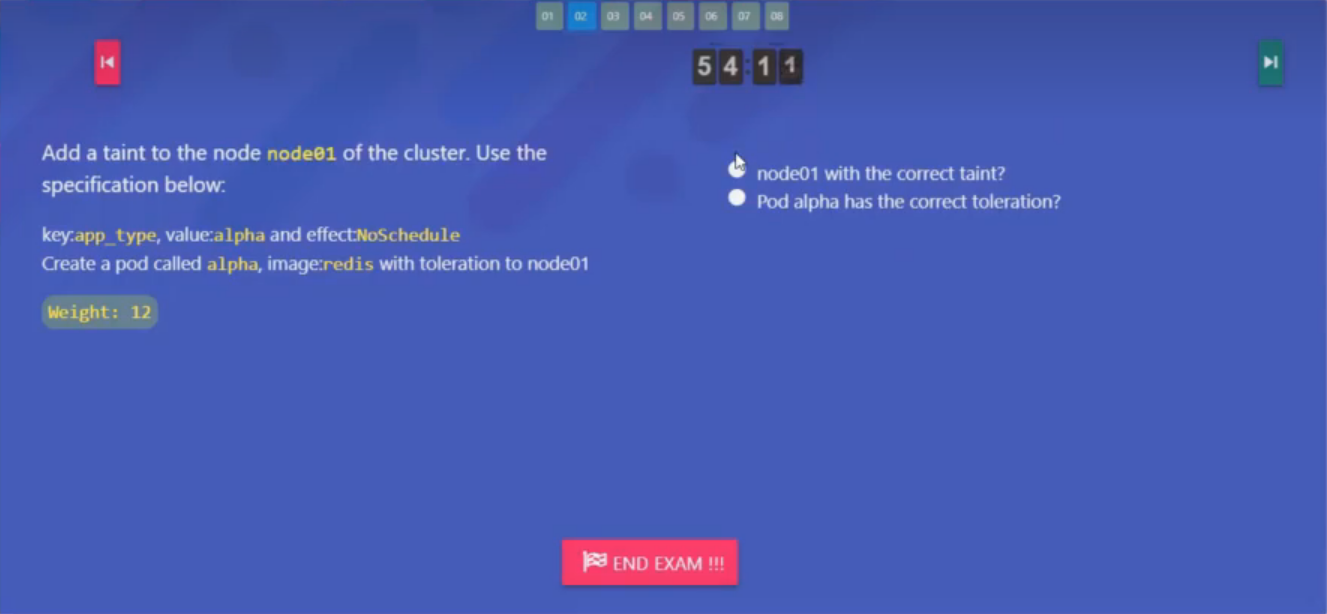 01 02 03 04 05 06 07 08
54:11
Add a taint to the node node01 of the cluster. Use the
specification below:
key:app_type, value:alpha and effect:NoSchedule
Create a pod called alpha, image:redis with toleration to node01
Weight: 12
node01 with the correct taint?
Pod alpha has the correct toleration?
END EXAM !!!